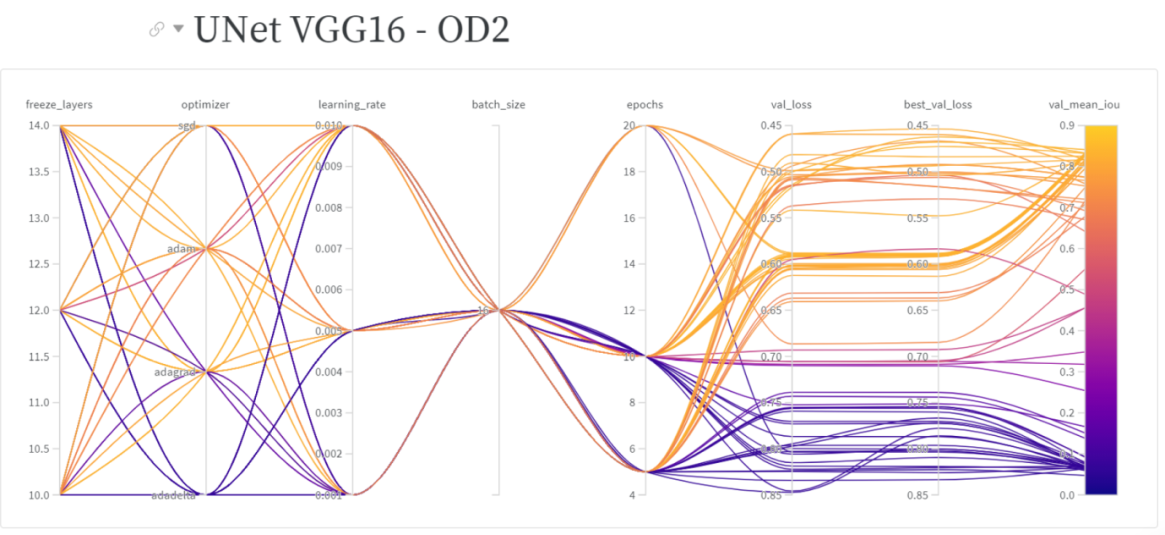 UNet VGG16 - OD2
freeze_layers optimizer learning_rate batch_size epochs val_loss best_val_loss val_mean_iou
14.0 sgd 0.010 20 0.45 0.45 0.9
13.5 0.009 18 0.50 0.50 0.8
13.0 0.008 16 0.55 0.55 0.7
12.5 adam 0.007 14 0.60 0.60 0.6
0.006 0.5
12.0 0.005 16 12 0.65 0.65 0.4
11.5 adagrad 0.004 10 0.70 0.70 0.3
11.0 0.003 8 0.75 0.75 0.2
10.5 0.002 6 0.80 0.80 0.1
10.0 adadelta 0.001 4 0.85 0.85 0.0